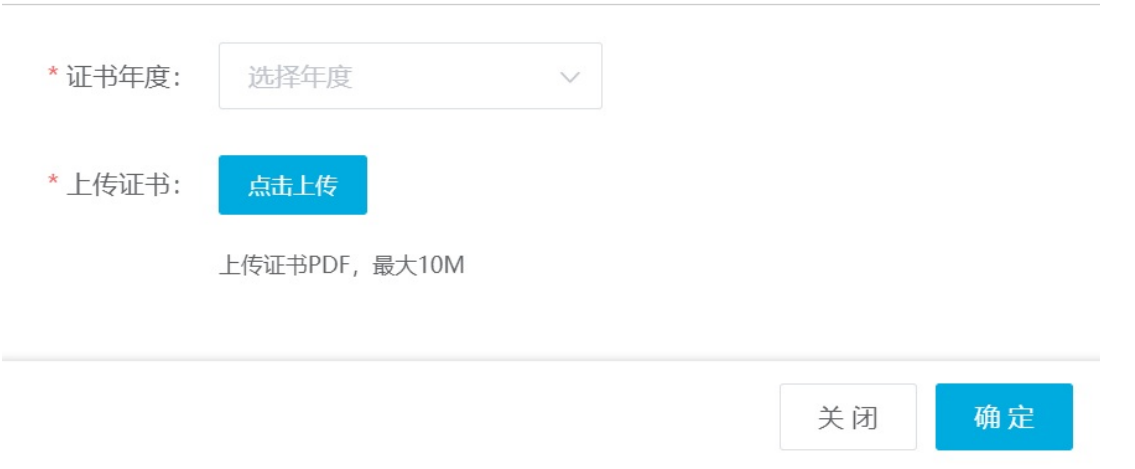 * 证书年度: 选择年度
* 上传证书: 点击上传
上传证书PDF，最大10M
关 闭 确 定